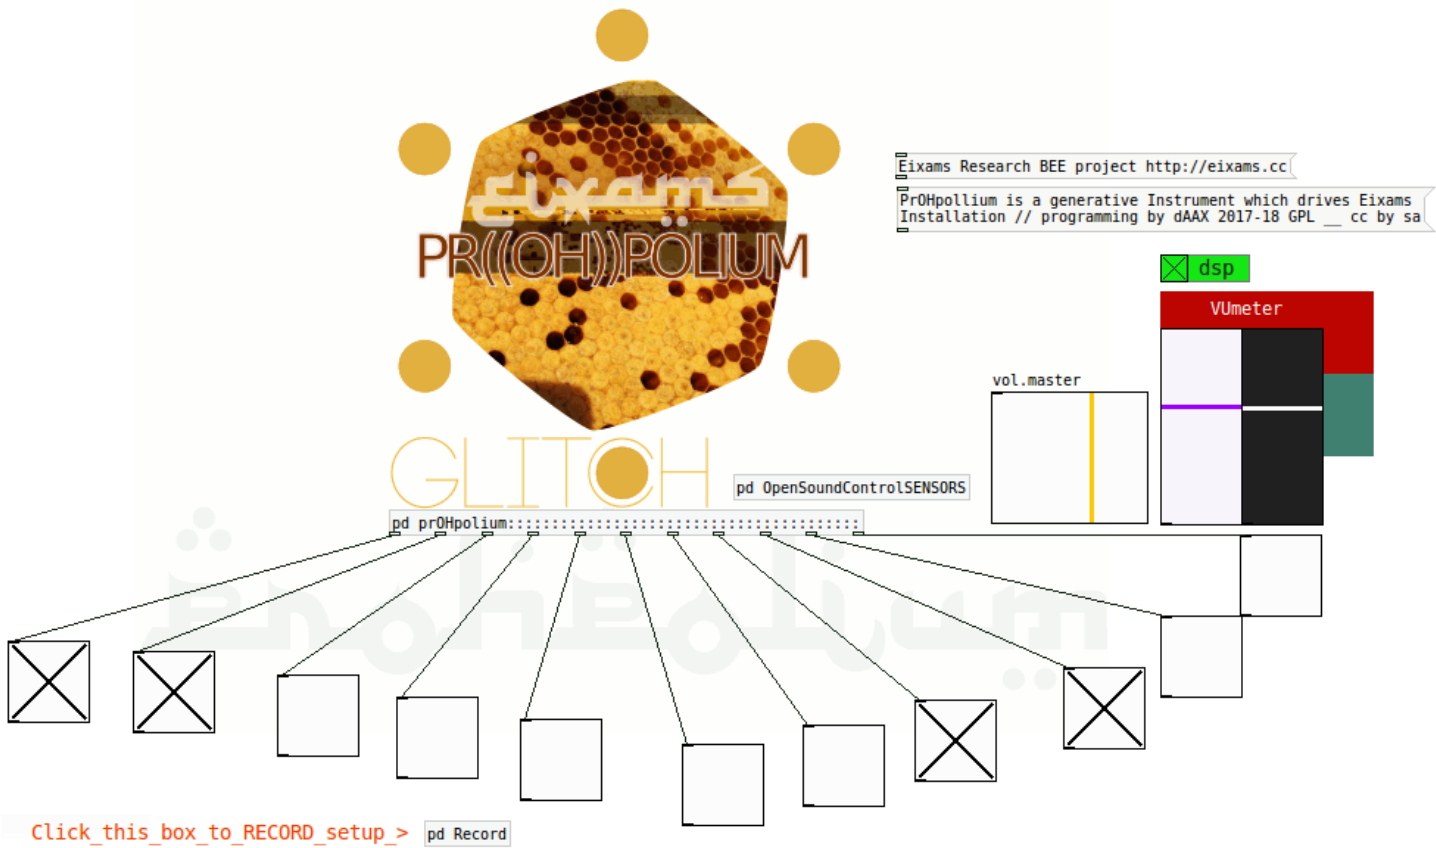 eixams
PR((OH))POLIUM
GLITCH
Eixams Research BEE project http://eixams.cc
PrOHpollium is a generative Instrument which drives Eixams
Installation // programming by dAAX 2017-18 GPL __ cc by sa
dsp
VUmeter
vol.master
pd OpenSoundControlSENSORS
pd prOHpolium::::::::::::::::::::::::::::::::::::::::
Click_this_box_to_RECORD_setup_>
pd Record